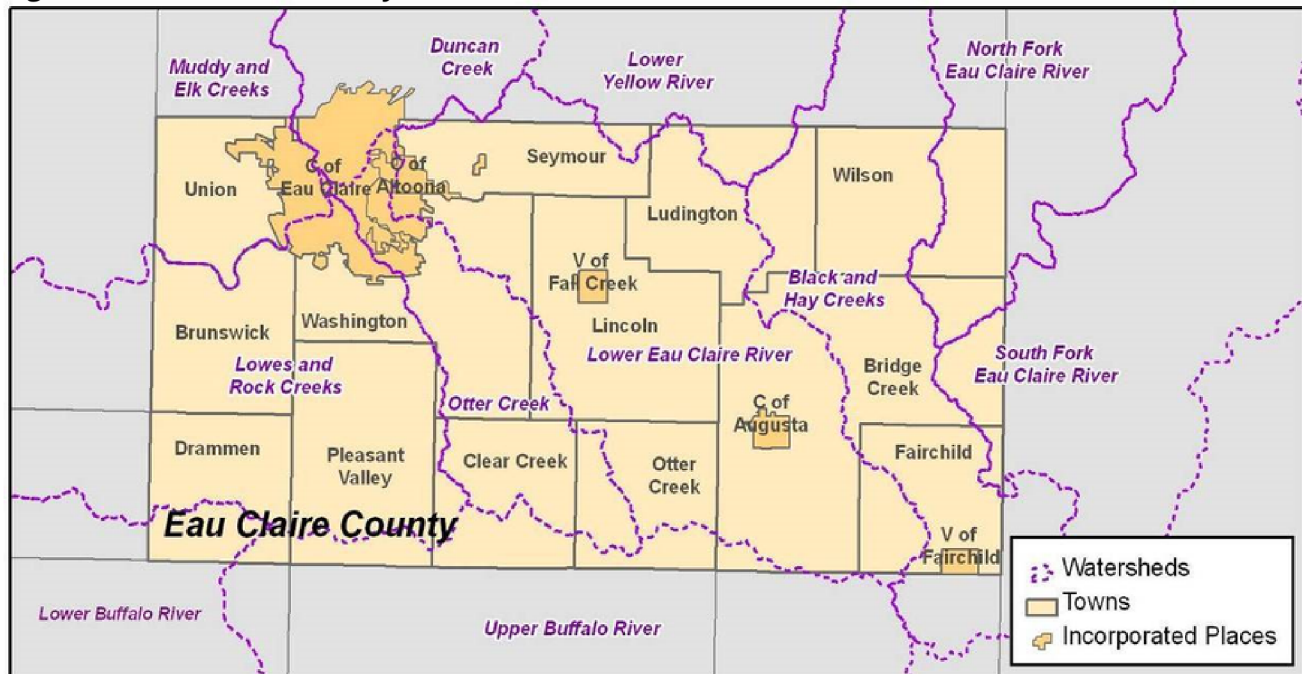 Muddy and
Elk Creeks
Duncan
Creek
Lower
Yellow River
North Fork
Eau Claire River
Union
C of
Eau Claire
C of
Altoona
Seymour
Wilson
Ludington
V of
Fall Creek
Black and
Hay Creeks
Brunswick
Washington
Lincoln
Lowes and
Rock Creeks
Lower Eau Claire River
Bridge
Creek
South Fork
Eau Claire River
Otter Creek
C of
Augusta
Drammen
Pleasant
Valley
Clear Creek
Otter
Creek
Fairchild
Eau Claire County
V of
Fairchild
Lower Buffalo River
Upper Buffalo River
Watersheds
Towns
Incorporated Places